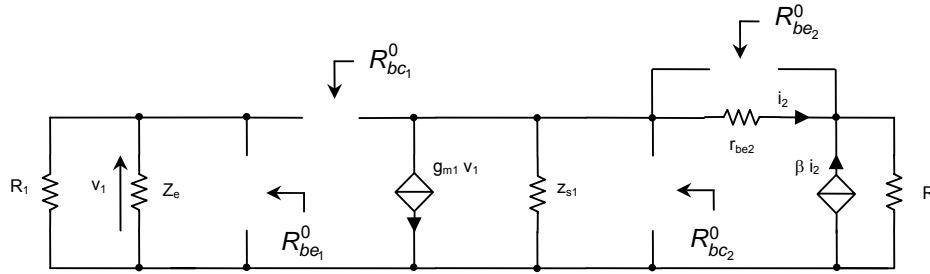 R⁰be₂
R⁰bc₁
i₂
rbe2
R₁
v₁
Ze
gm1 v₁
zs1
β i₂
R
R⁰be₁
R⁰bc₂